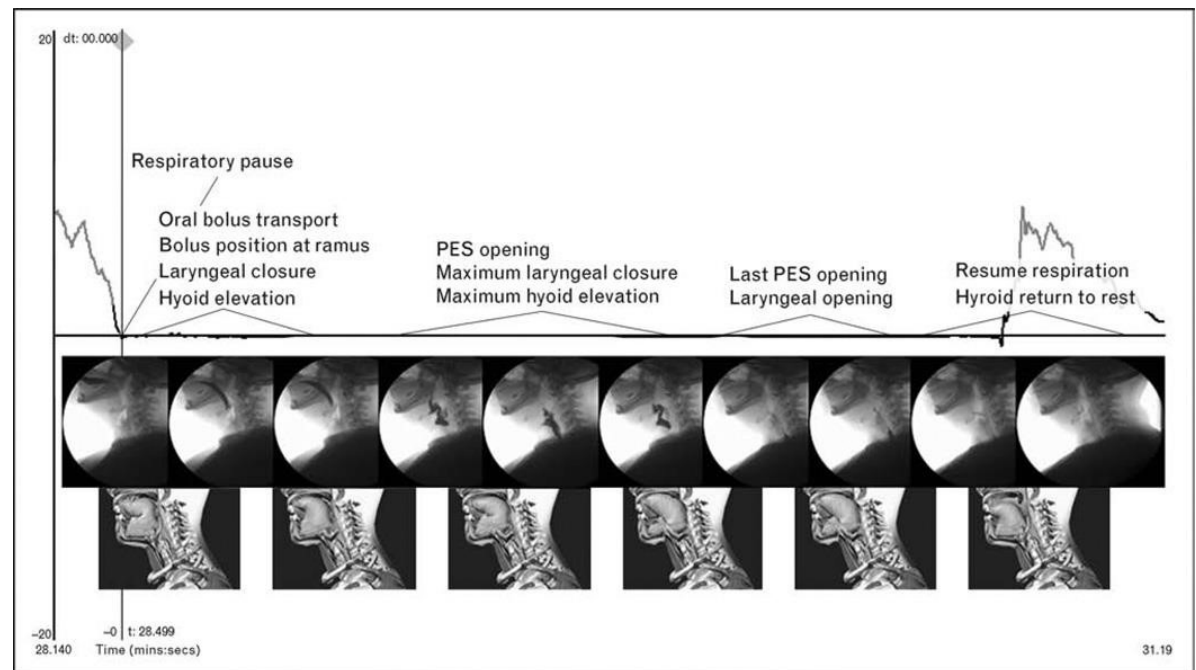 20
dt: 00.000
Respiratory pause
Oral bolus transport
Bolus position at ramus
Laryngeal closure
Hyoid elevation
PES opening
Maximum laryngeal closure
Maximum hyoid elevation
Last PES opening
Laryngeal opening
Resume respiration
Hyroid return to rest
–20
–0
t: 28.499
28.140
Time (mins:secs)
31.19